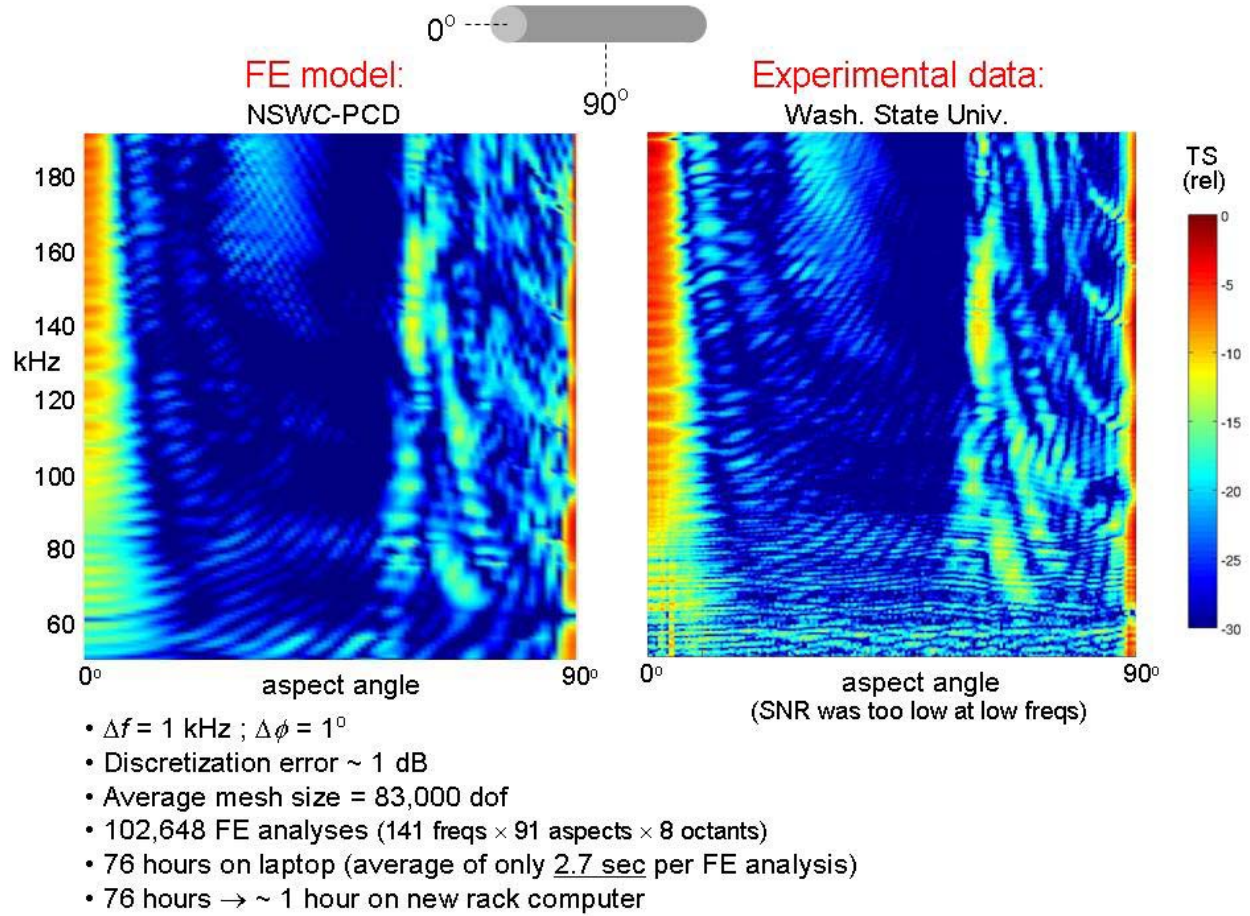 0°
90°
FE model:
NSWC-PCD
Experimental data:
Wash. State Univ.
180
160
140
kHz
120
100
80
60
0°
aspect angle
90°
0°
aspect angle
90°
(SNR was too low at low freqs)
TS
(rel)
0
-5
-10
-15
-20
-25
-30
• Δf = 1 kHz ; Δϕ = 1°
• Discretization error ~ 1 dB
• Average mesh size = 83,000 dof
• 102,648 FE analyses (141 freqs × 91 aspects × 8 octants)
• 76 hours on laptop (average of only 2.7 sec per FE analysis)
• 76 hours → ~ 1 hour on new rack computer